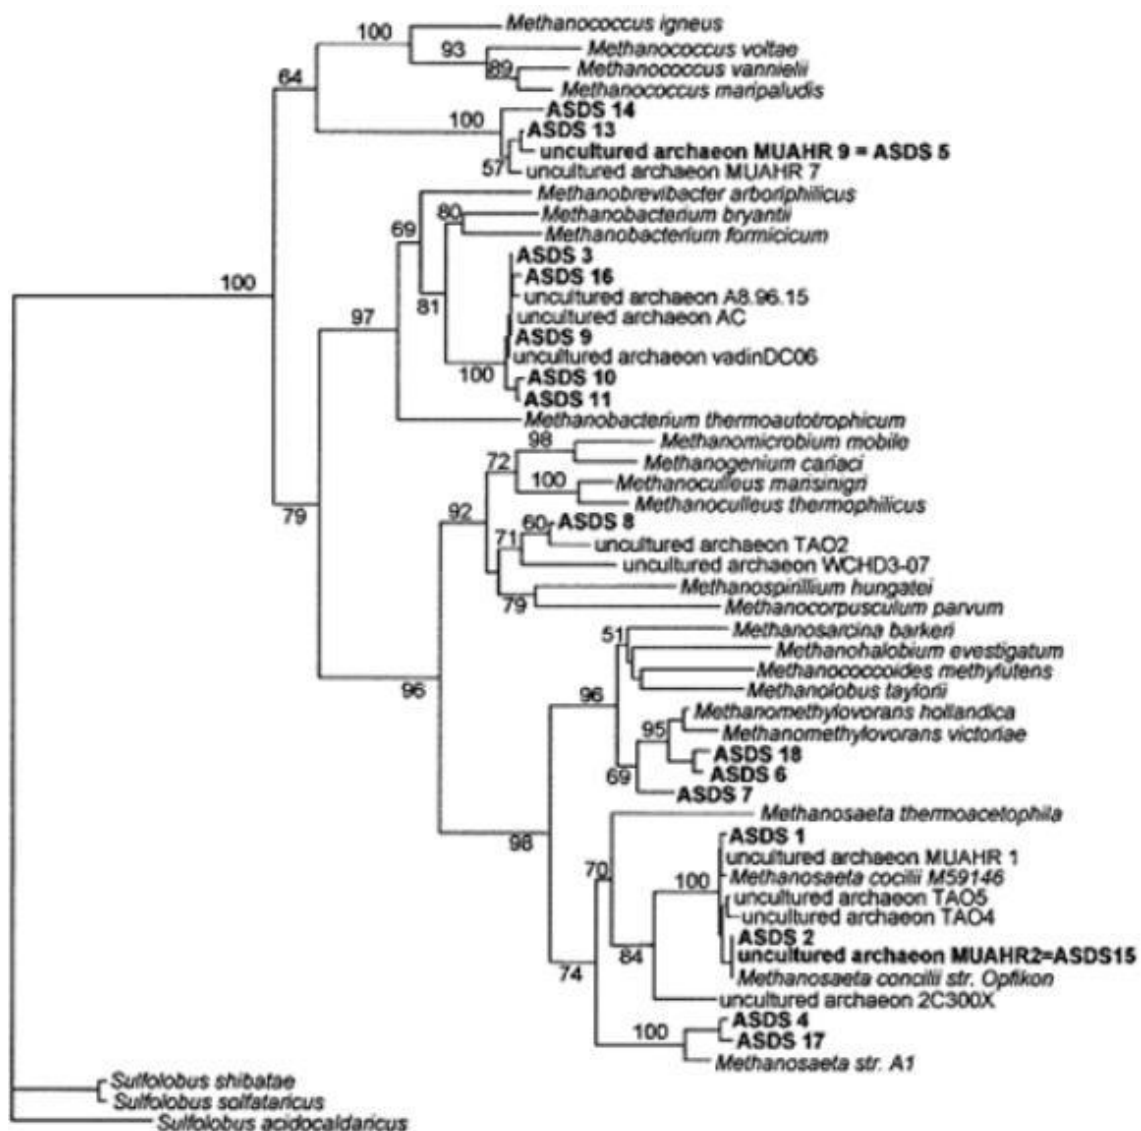 Methanococcus igneus
100
93
Methanococcus voltae
89
Methanococcus vannielii
64
Methanococcus maripaludis
ASDS 14
100
ASDS 13
uncultured archaeon MUAHR 9 = ASDS 5
57
uncultured archaeon MUAHR 7
Methanobrevibacter arboriphilicus
80
Methanobacterium bryantii
69
Methanobacterium formicicum
ASDS 3
ASDS 16
100
uncultured archaeon A8.96.15
81
97
uncultured archaeon AC
ASDS 9
uncultured archaeon vadinDC06
100
ASDS 10
ASDS 11
Methanobacterium thermoautotrophicum
98
Methanomicrobium mobile
72
Methanogenium cariaci
100
Methanoculleus marisinigri
Methanoculleus thermophilicus
79
92
60
ASDS 8
71
uncultured archaeon TAO2
uncultured archaeon WCHD3-07
Methanospirillium hungatei
79
Methanocorpusculum parvum
51
Methanosarcina barkeri
Methanohalobium evestigatum
Methanococcoides methylutens
96
96
Methanolobus taylorii
Methanomethylovorans hollandica
95
Methanomethylovorans victoriae
ASDS 18
69
ASDS 6
ASDS 7
Methanosaeta thermoacetophila
98
ASDS 1
70
uncultured archaeon MUAHR 1
100
Methanosaeta cocilii M59146
uncultured archaeon TAO5
uncultured archaeon TAO4
ASDS 2
84
uncultured archaeon MUAHR2=ASDS15
74
Methanosaeta concilii str. Opfikon
uncultured archaeon 2C300X
100
ASDS 4
ASDS 17
Methanosaeta str. A1
Sulfolobus shibatae
Sulfolobus solfataricus
Sulfolobus acidocaldaricus